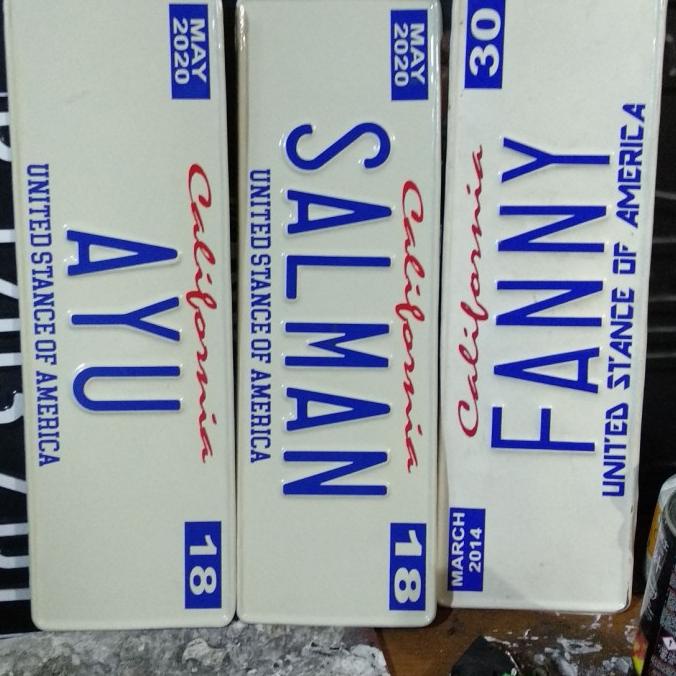 MAY
2020
California
18
AYU
UNITED STANCE OF AMERICA
MAY
2020
California
18
SALMAN
UNITED STANCE OF AMERICA
MARCH
2014
California
30
FANNY
UNITED STANCE OF AMERICA